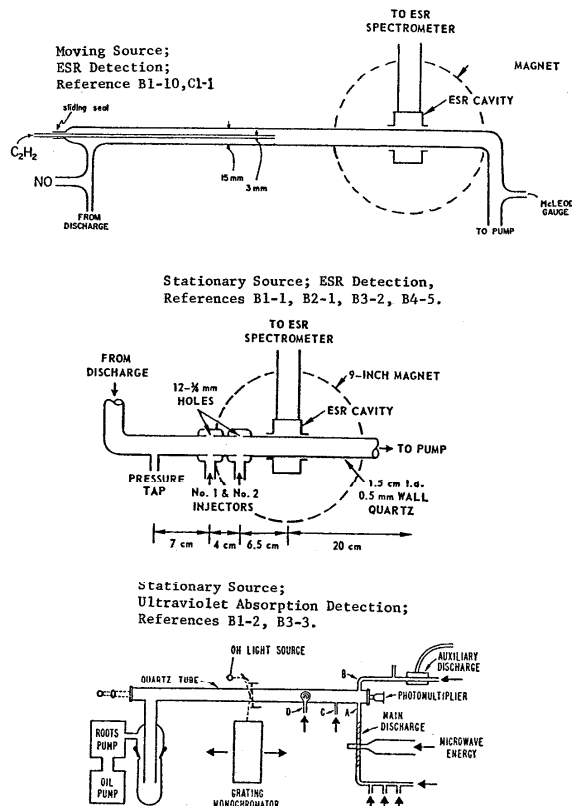 TO ESR
SPECTROMETER
Moving Source;
ESR Detection;
Reference B1-10,C1-1
MAGNET
sliding seal
ESR CAVITY
C2H2
NO
15 mm
3 mm
FROM
DISCHARGE
McLEOD
GAUGE
TO PUMP
Stationary Source; ESR Detection,
References B1-1, B2-1, B3-2, B4-5.
TO ESR
SPECTROMETER
FROM
DISCHARGE
12-¾ mm
HOLES
9-INCH MAGNET
ESR CAVITY
TO PUMP
PRESSURE
TAP
No. 1 & No. 2
INJECTORS
1.5 cm i.d.
0.5 mm WALL
QUARTZ
7 cm
4 cm
6.5 cm
20 cm
Stationary Source;
Ultraviolet Absorption Detection;
References B1-2, B3-3.
OH LIGHT SOURCE
QUARTZ TUBE
B
AUXILIARY
DISCHARGE
PHOTOMULTIPLIER
D
C
A
MAIN
DISCHARGE
ROOTS
PUMP
MICROWAVE
ENERGY
OIL
PUMP
GRATING
MONOCHROMATOR